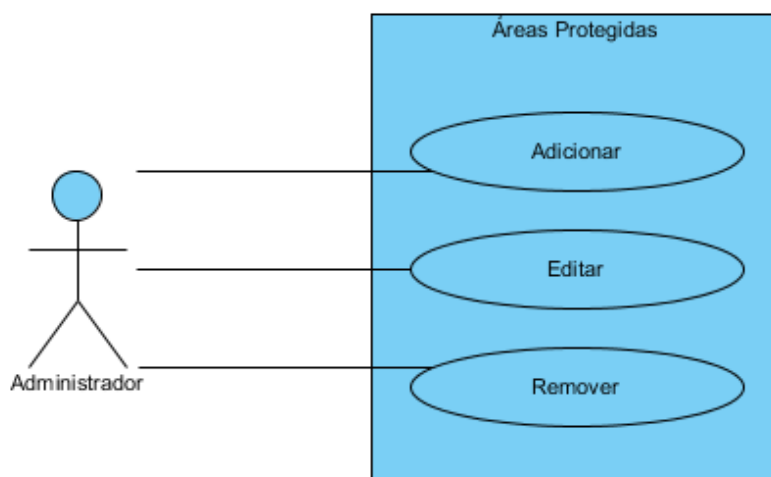 Áreas Protegidas
Adicionar
Editar
Remover
Administrador